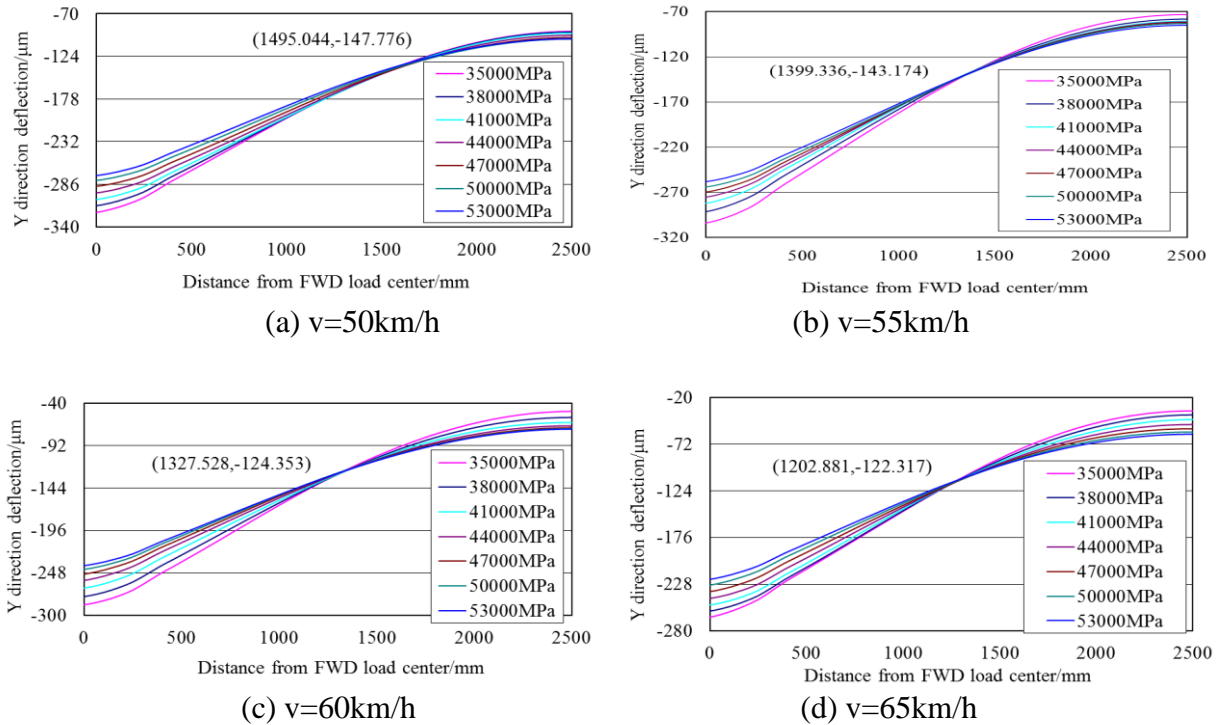 -70
-124
-178
-232
-286
-340
Y direction deflection/μm
(1495.044,-147.776)
35000MPa
38000MPa
41000MPa
44000MPa
47000MPa
50000MPa
53000MPa
0 500 1000 1500 2000 2500
Distance from FWD load center/mm
(a) v=50km/h
-70
-120
-170
-220
-270
-320
Y direction deflection/μm
(1399.336,-143.174)
35000MPa
38000MPa
41000MPa
44000MPa
47000MPa
50000MPa
53000MPa
0 500 1000 1500 2000 2500
Distance from FWD load center/mm
(b) v=55km/h
-40
-92
-144
-196
-248
-300
Y direction deflection/μm
(1327.528,-124.353)
35000MPa
38000MPa
41000MPa
44000MPa
47000MPa
50000MPa
53000MPa
0 500 1000 1500 2000 2500
Distance from FWD load center/mm
(c) v=60km/h
-20
-72
-124
-176
-228
-280
Y direction deflection/μm
(1202.881,-122.317)
35000MPa
38000MPa
41000MPa
44000MPa
47000MPa
50000MPa
53000MPa
0 500 1000 1500 2000 2500
Distance from FWD load center/mm
(d) v=65km/h